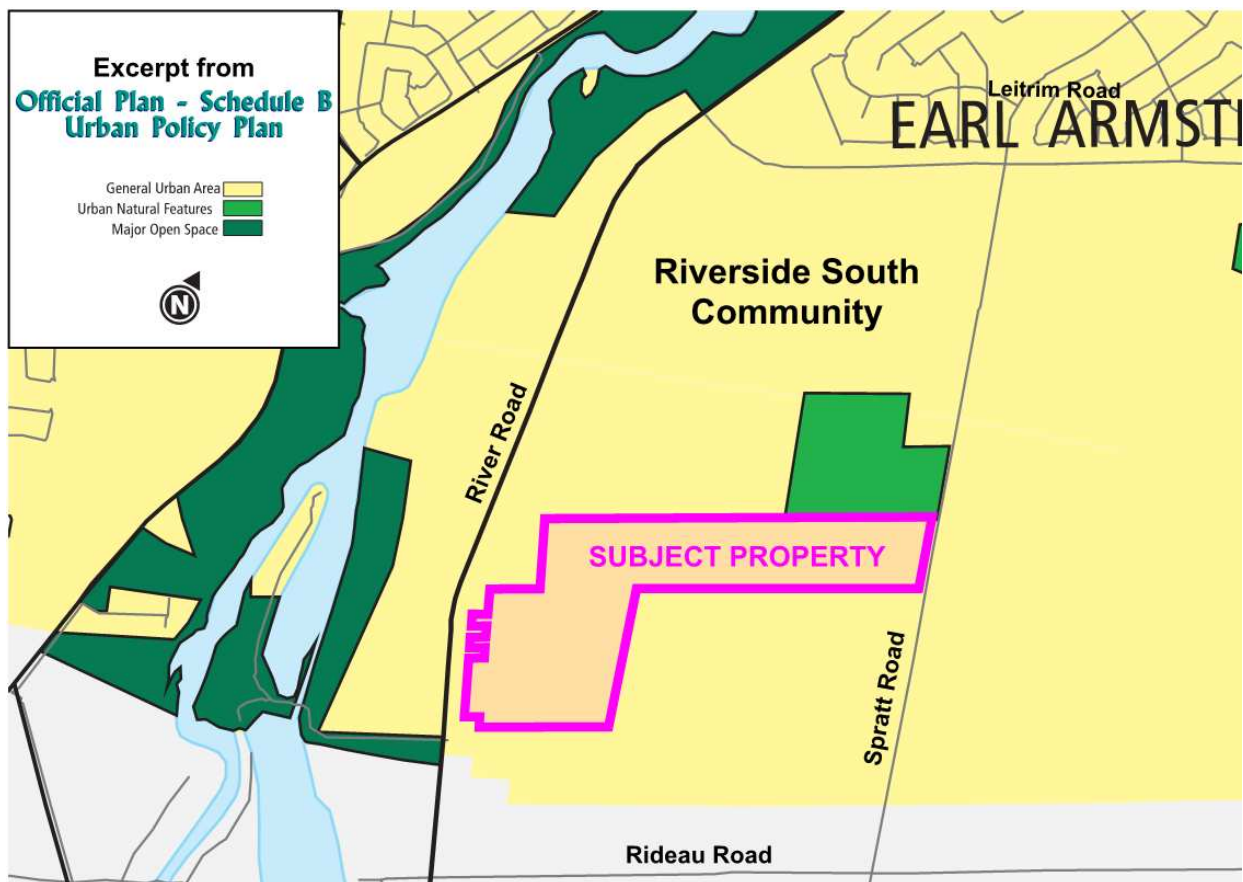 Excerpt from
Official Plan - Schedule B
Urban Policy Plan
General Urban Area
Urban Natural Features
Major Open Space
N
Leitrim Road
EARL ARMSTR
Riverside South
Community
River Road
SUBJECT PROPERTY
Spratt Road
Rideau Road